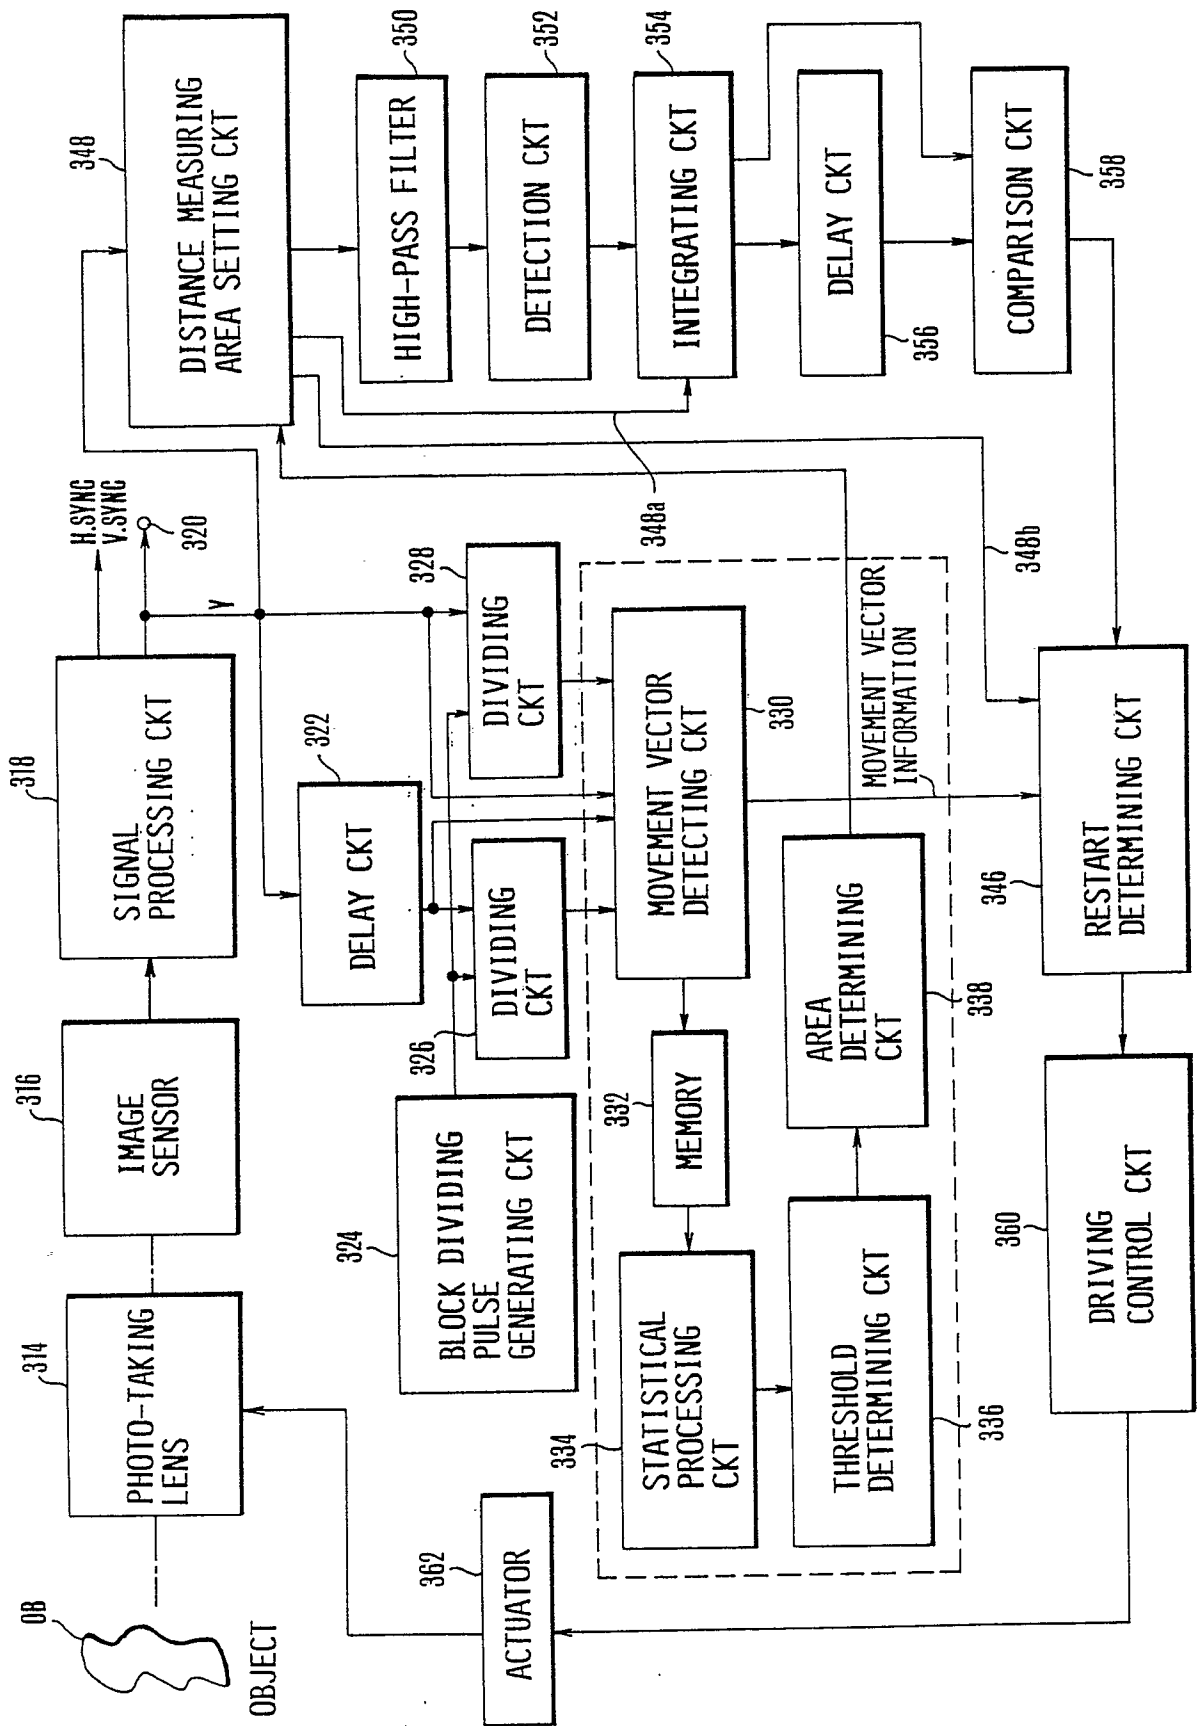 OB
OBJECT
314
PHOTO-TAKING
LENS
316
IMAGE
SENSOR
318
SIGNAL
PROCESSING CKT
H.SYNC
V.SYNC
320
Y
348
DISTANCE MEASURING
AREA SETTING CKT
350
HIGH-PASS FILTER
352
DETECTION CKT
354
INTEGRATING CKT
DELAY CKT
356
COMPARISON CKT
358
348a
348b
322
DELAY CKT
324
BLOCK DIVIDING
PULSE
GENERATING CKT
326
DIVIDING
CKT
328
DIVIDING
CKT
MOVEMENT VECTOR
DETECTING CKT
330
332
MEMORY
334
STATISTICAL
PROCESSING
CKT
THRESHOLD
DETERMINING CKT
336
AREA
DETERMINING
CKT
338
MOVEMENT VECTOR
INFORMATION
346
RESTART
DETERMINING CKT
360
DRIVING
CONTROL CKT
362
ACTUATOR